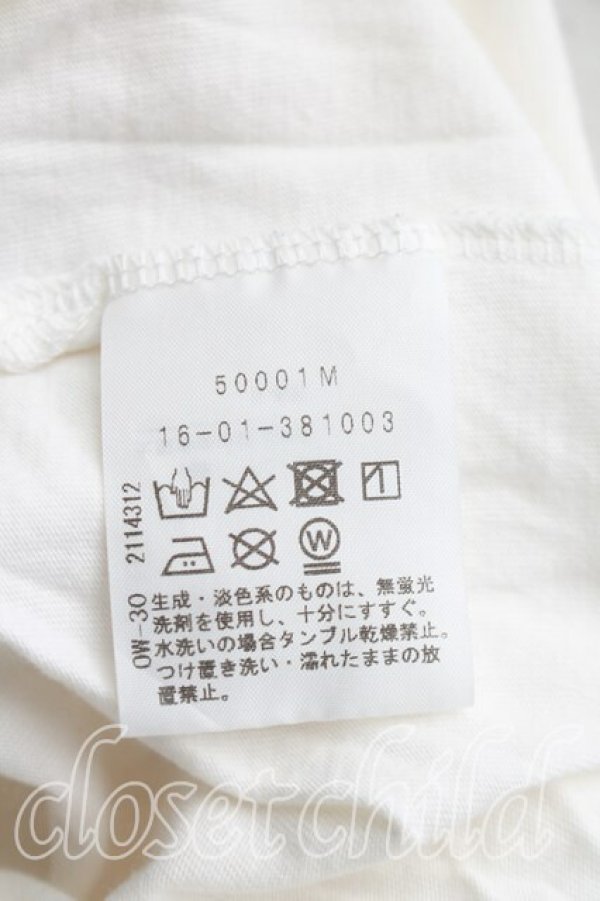 50001M
16-01-381003
2114312
OW-30
W
生成・淡色系のものは、無蛍光
洗剤を使用し、十分にすすぐ。
水洗いの場合タンブル乾燥禁止。
つけ置き洗い・濡れたままの放
置禁止。
closet child